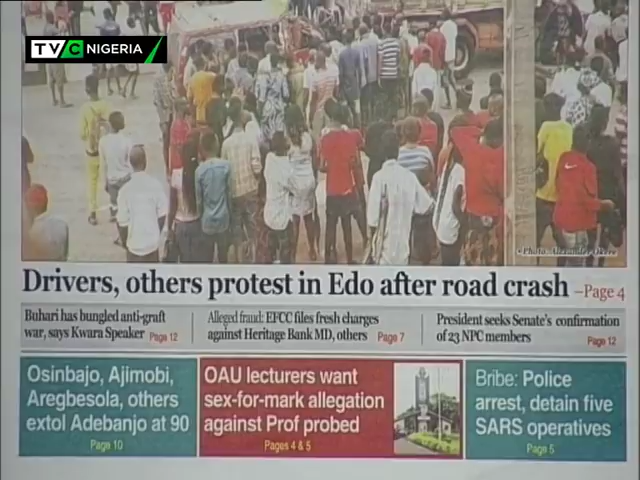 TVC NIGERIA
• Photo: Alexander Okere
Drivers, others protest in Edo after road crash –Page 4
Buhari has bungled anti-graft
war, says Kwara Speaker Page 12
Alleged fraud: EFCC files fresh charges
against Heritage Bank MD, others Page 7
President seeks Senate's confirmation
of 23 NPC members Page 12
Osinbajo, Ajimobi,
Aregbesola, others
extol Adebanjo at 90
Page 10
OAU lecturers want
sex-for-mark allegation
against Prof probed
Pages 4 & 5
Bribe: Police
arrest, detain five
SARS operatives
Page 5